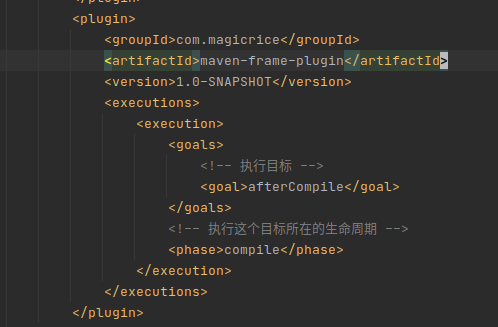 </plugin>
<plugin>
<groupId>com.magicrice</groupId>
<artifactId>maven-frame-plugin</artifactId>
<version>1.0-SNAPSHOT</version>
<executions>
<execution>
<goals>
<!-- 执行目标 -->
<goal>afterCompile</goal>
</goals>
<!-- 执行这个目标所在的生命周期 -->
<phase>compile</phase>
</execution>
</executions>
</plugin>